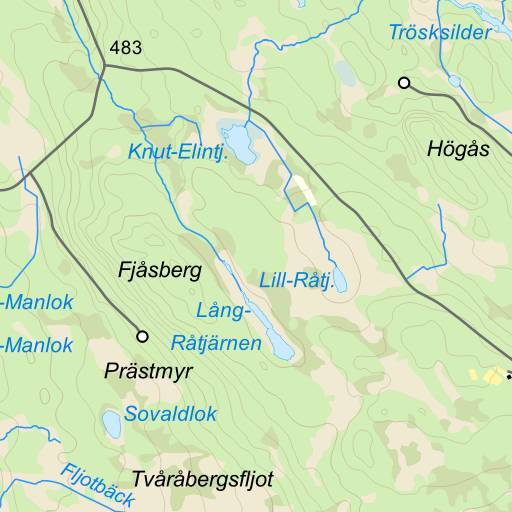 Trösksilder
483
Knut-Elintj.
Högås
Fjåsberg
Lill-Råtj.
-Manlok
Lång-
Råtjärnen
-Manlok
Prästmyr
Sovaldlok
Fljotbäck
Tvåråbergsfljot